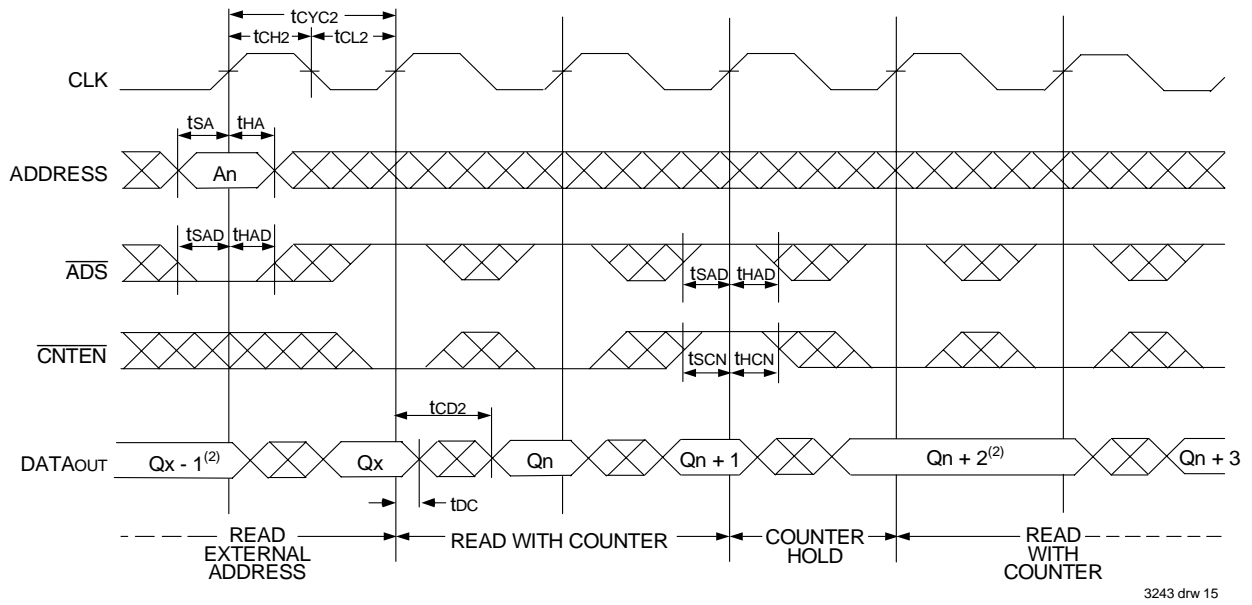 tCYC2
tCH2 tCL2
CLK
tSA tHA
ADDRESS An
tSAD tHAD
ADS tSAD tHAD
CNTEN
tSCN tHCN
tCD2
DATAOUT Qx - 1(2) Qx Qn Qn + 1 Qn + 2(2) Qn + 3
tDC
READ EXTERNAL ADDRESS
READ WITH COUNTER
COUNTER HOLD
READ WITH COUNTER
3243 drw 15